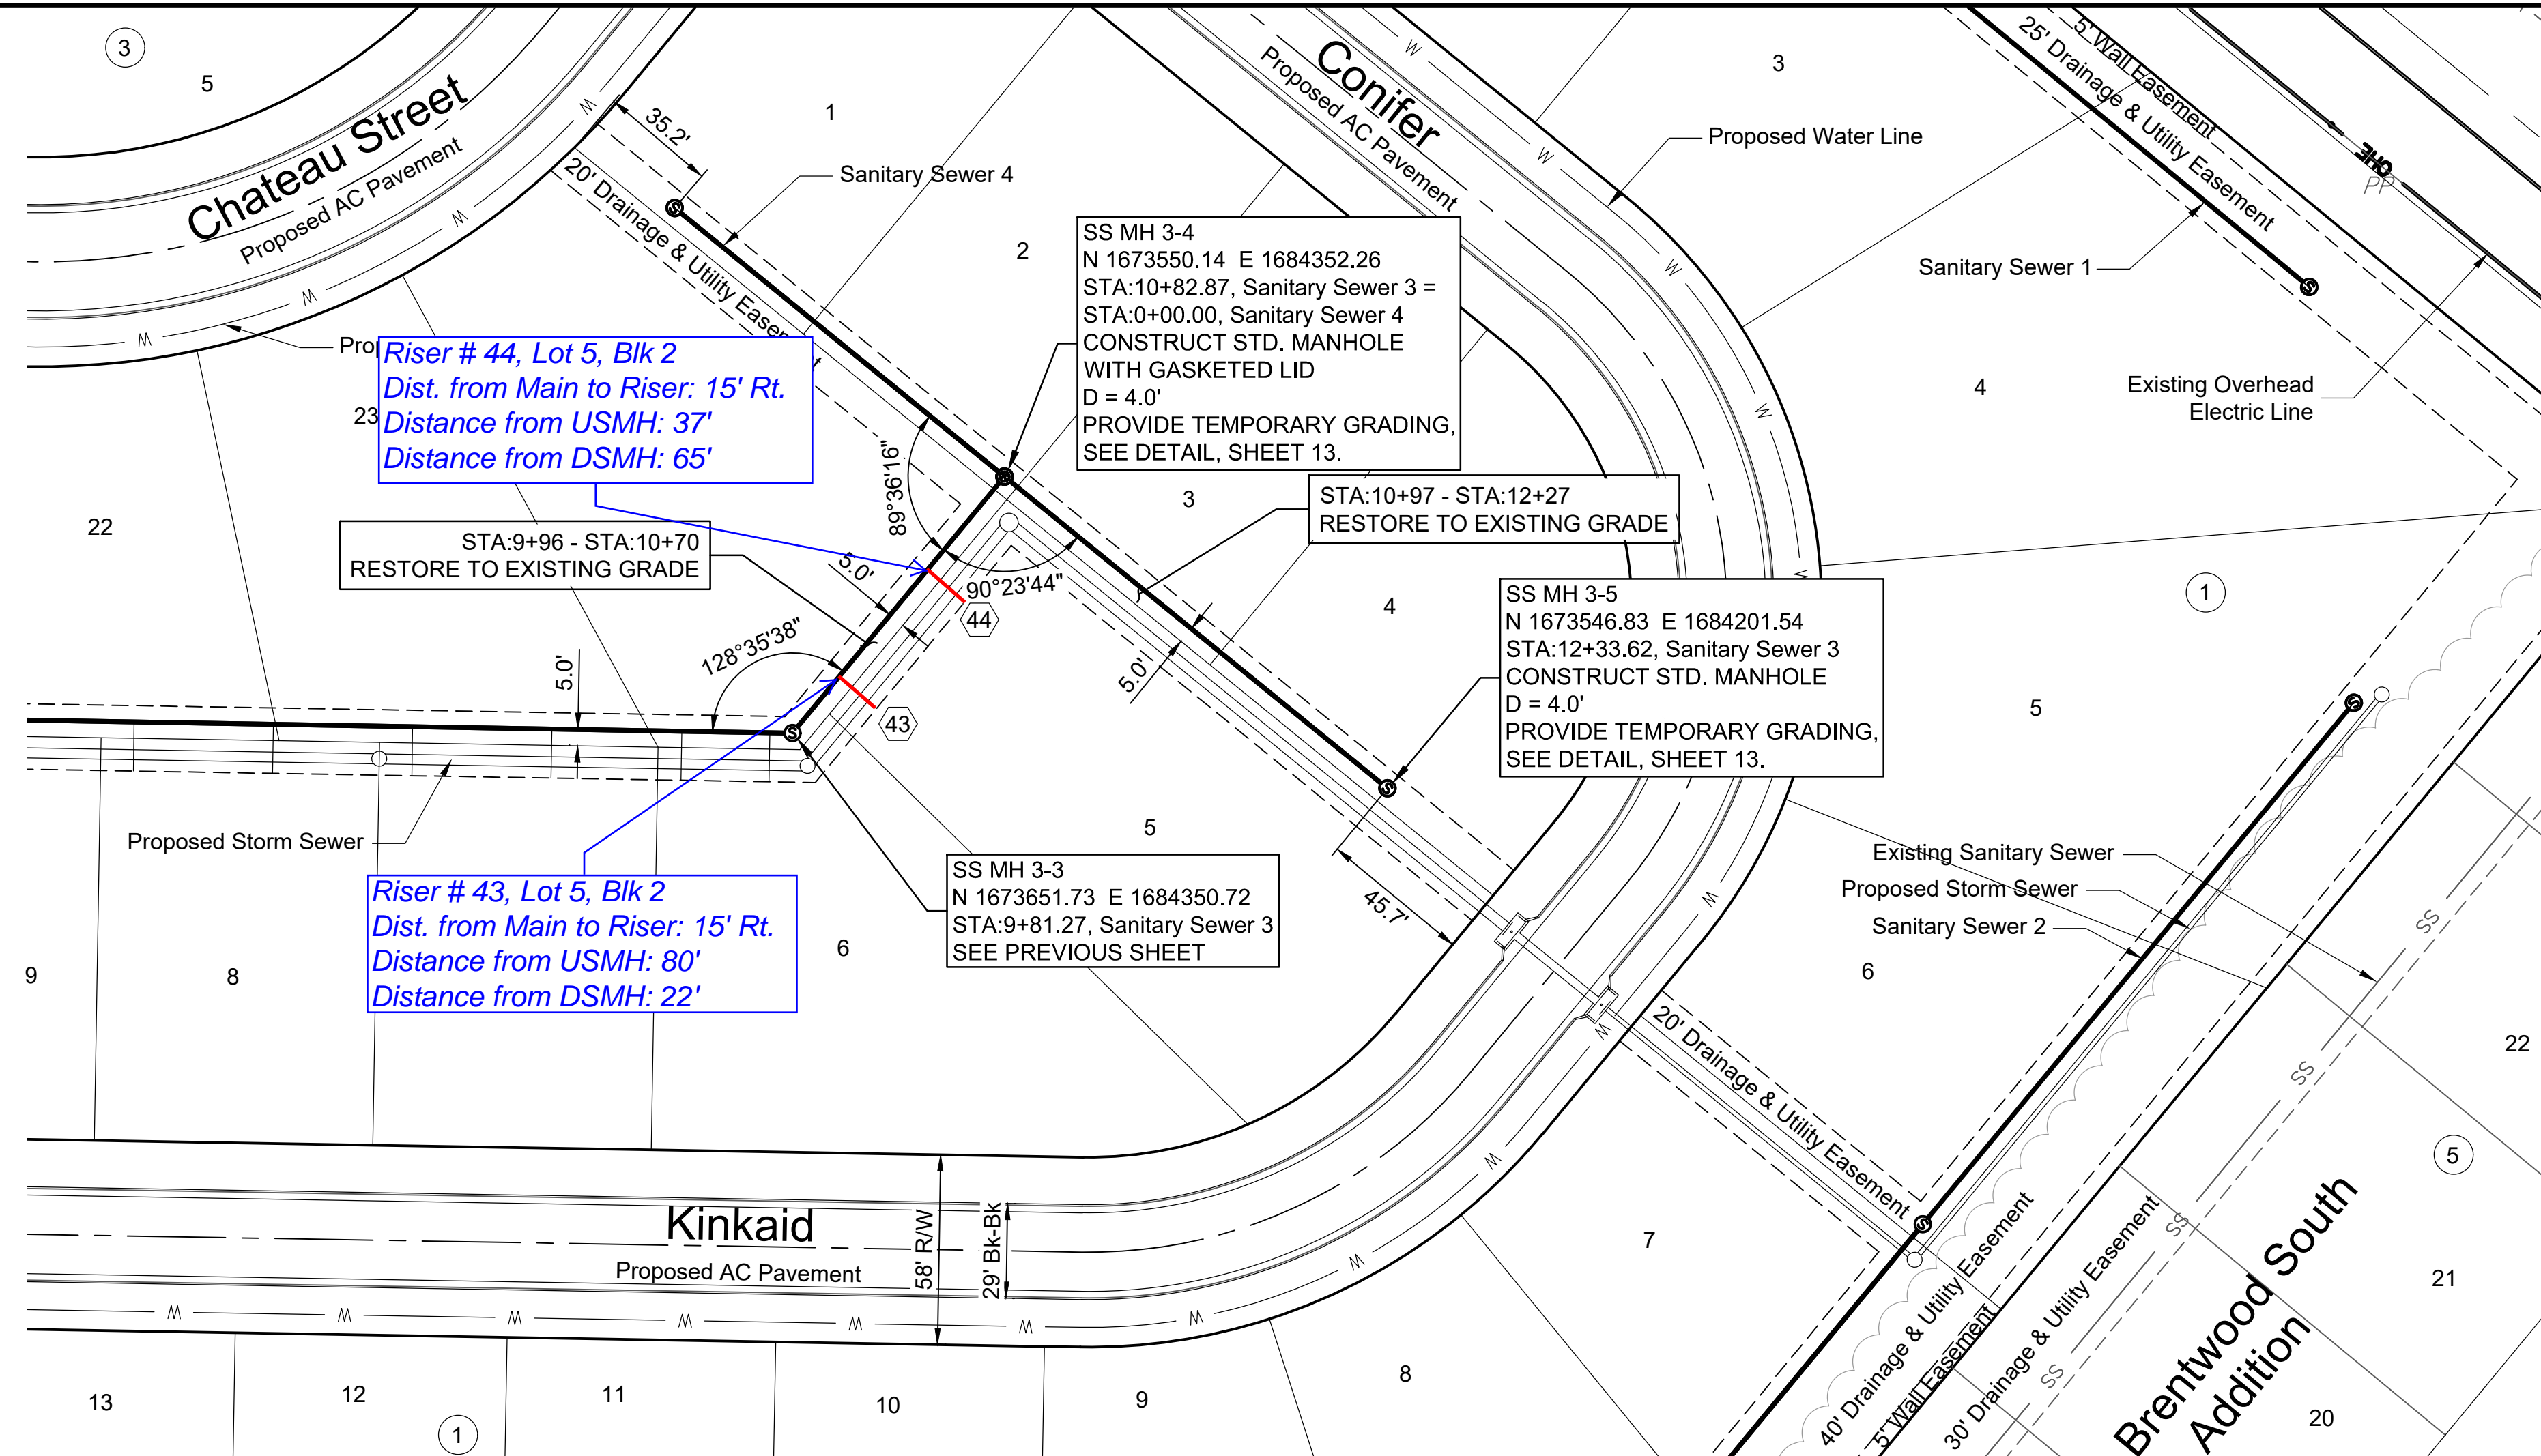 3
5
Chateau Street
Proposed AC Pavement
35.2'
1
Sanitary Sewer 4
20' Drainage & Utility Easem
2
Conifer
Proposed AC Pavement
3
Proposed Water Line
5' Wall Easement
25' Drainage & Utility Easement
OHE
PP
Sanitary Sewer 1
Existing Overhead
Electric Line
4
SS MH 3-4
N 1673550.14 E 1684352.26
STA:10+82.87, Sanitary Sewer 3 =
STA:0+00.00, Sanitary Sewer 4
CONSTRUCT STD. MANHOLE
WITH GASKETED LID
D = 4.0'
PROVIDE TEMPORARY GRADING,
SEE DETAIL, SHEET 13.
Prop
Riser # 44, Lot 5, Blk 2
Dist. from Main to Riser: 15' Rt.
Distance from USMH: 37'
Distance from DSMH: 65'
23
22
STA:9+96 - STA:10+70
RESTORE TO EXISTING GRADE
89°36'16"
90°23'44"
5.0'
44
128°35'38"
43
5.0'
5.0'
3
STA:10+97 - STA:12+27
RESTORE TO EXISTING GRADE
4
SS MH 3-5
N 1673546.83 E 1684201.54
STA:12+33.62, Sanitary Sewer 3
CONSTRUCT STD. MANHOLE
D = 4.0'
PROVIDE TEMPORARY GRADING,
SEE DETAIL, SHEET 13.
1
5
Proposed Storm Sewer
5
SS MH 3-3
N 1673651.73 E 1684350.72
STA:9+81.27, Sanitary Sewer 3
SEE PREVIOUS SHEET
Riser # 43, Lot 5, Blk 2
Dist. from Main to Riser: 15' Rt.
Distance from USMH: 80'
Distance from DSMH: 22'
9
8
6
45.7'
Existing Sanitary Sewer
Proposed Storm Sewer
Sanitary Sewer 2
6
20' Drainage & Utility Easement
22
5
7
21
Kinkaid
Proposed AC Pavement
58' R/W
29' Bk-Bk
W W W W W W W W W W
SS SS SS SS
40' Drainage & Utility Easement
5' Wall Easement
30' Drainage & Utility Easement
Brentwood South
Addition
13
12
11
10
9
8
20
1